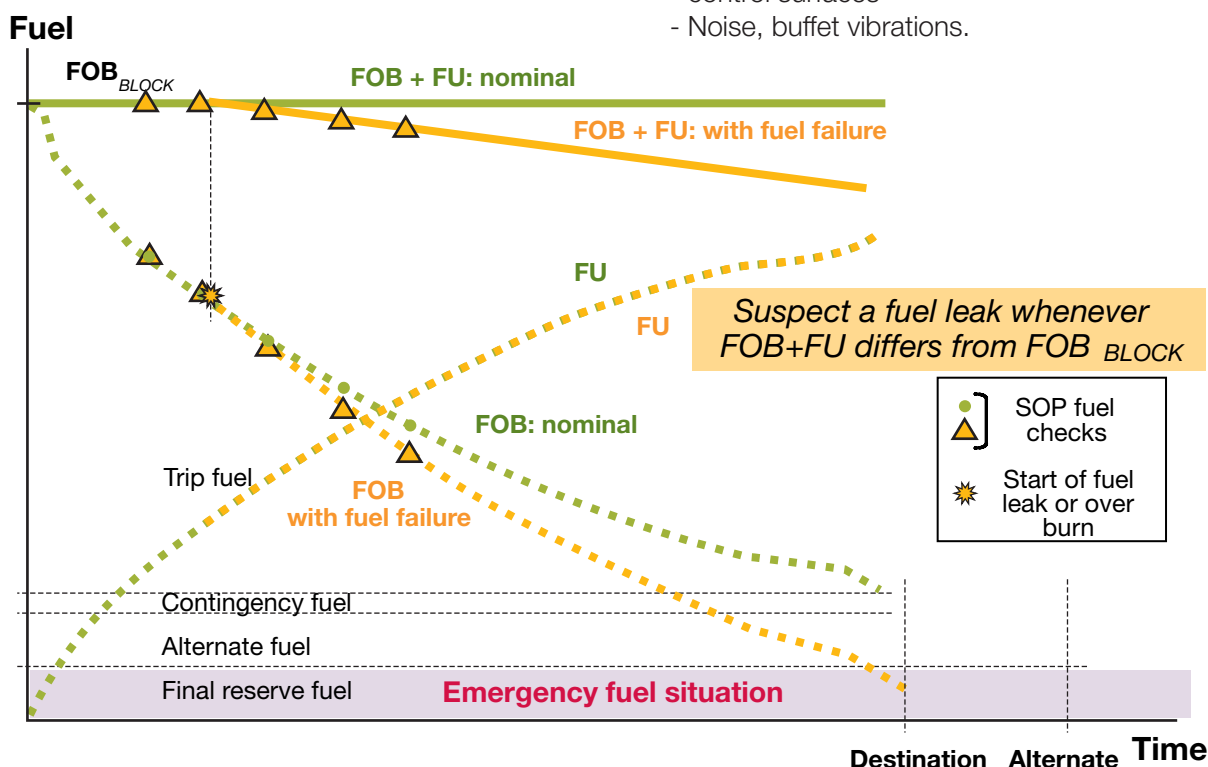 control surfaces
- Noise, buffet vibrations.
Fuel
FOB BLOCK
FOB + FU: nominal
FOB + FU: with fuel failure
FU
FU
Suspect a fuel leak whenever
FOB+FU differs from FOB BLOCK
SOP fuel
checks
Start of fuel
leak or over
burn
FOB: nominal
Trip fuel
FOB
with fuel failure
Contingency fuel
Alternate fuel
Final reserve fuel
Emergency fuel situation
Destination
Alternate
Time